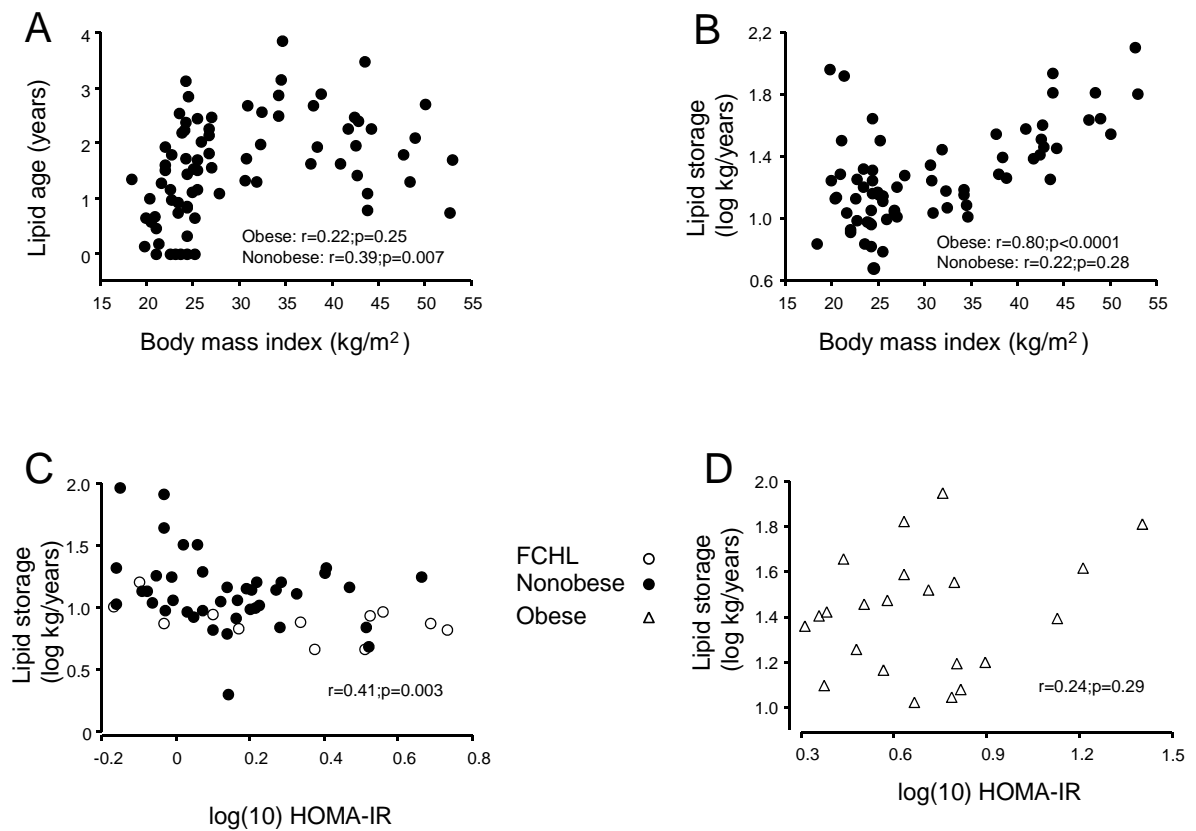 A
4
3
2
1
0
Lipid age (years)
Obese: r=0.22;p=0.25
Nonobese: r=0.39;p=0.007
15 20 25 30 35 40 45 50 55
Body mass index (kg/m²)
B
2,2
1.8
1.4
1.0
0.6
Lipid storage
(log kg/years)
Obese: r=0.80;p<0.0001
Nonobese: r=0.22;p=0.28
15 20 25 30 35 40 45 50 55
Body mass index (kg/m²)
C
2.0
1.5
1.0
0.5
0
Lipid storage
(log kg/years)
r=0.41;p=0.003
-0.2 0 0.2 0.4 0.6 0.8
log(10) HOMA-IR
FCHL
Nonobese
Obese
D
2.0
1.8
1.6
1.4
1.2
1.0
Lipid storage
(log kg/years)
r=0.24;p=0.29
0.3 0.6 0.9 1.2 1.5
log(10) HOMA-IR